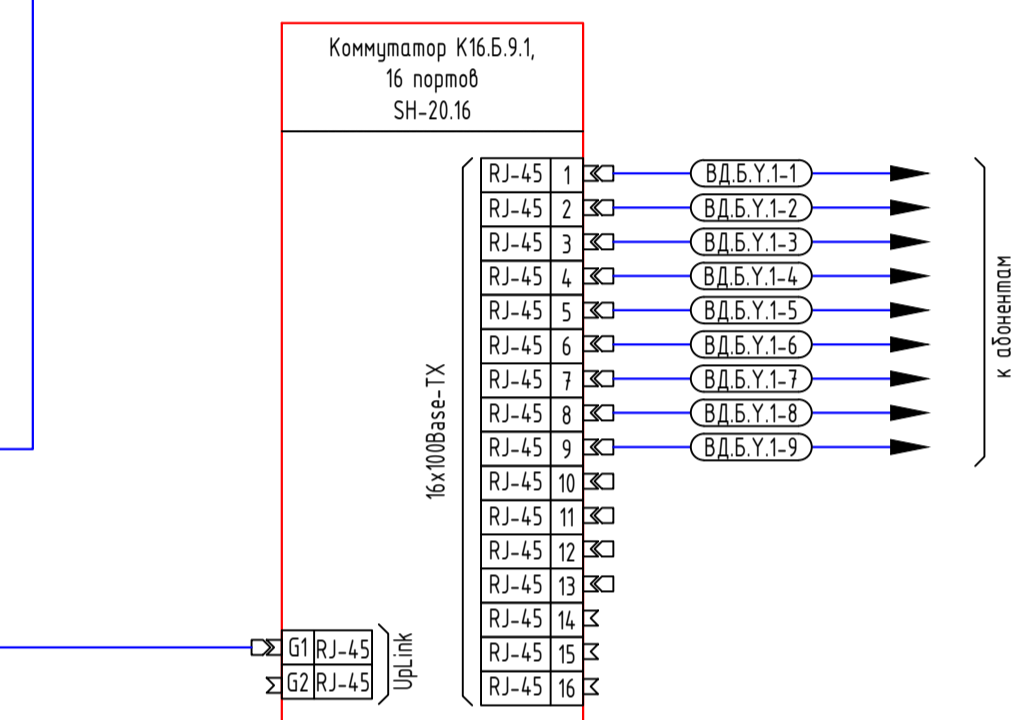 Коммутатор К16.Б.9.1,
16 портов
SH-20.16
RJ-45 1 ВД.Б.Y.1-1
RJ-45 2 ВД.Б.Y.1-2
RJ-45 3 ВД.Б.Y.1-3
RJ-45 4 ВД.Б.Y.1-4
RJ-45 5 ВД.Б.Y.1-5
RJ-45 6 ВД.Б.Y.1-6
RJ-45 7 ВД.Б.Y.1-7
RJ-45 8 ВД.Б.Y.1-8
RJ-45 9 ВД.Б.Y.1-9
RJ-45 10
RJ-45 11
RJ-45 12
RJ-45 13
RJ-45 14
RJ-45 15
RJ-45 16
16x100Base-TX
к абонентам
G1 RJ-45
G2 RJ-45
UpLink